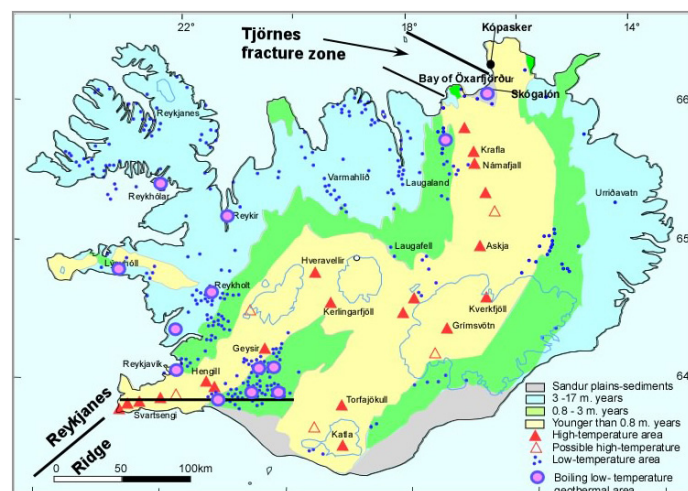 22°
18°
14°
Kópasker
Tjörnes
fracture zone
Bay of Öxarfjörður
Skógalón
66
Reykjanes
Krafla
Námafjall
Varmahlíð
Laugaland
Reykhólar
Urriðavatn
Reykir
65
Laugafell
Askja
Hveravellir
Reykholt
Kverkfjöll
Kerlingarfjöll
Grímsvötn
Geysir
Reykjavík
Hengill
64
Torfajökull
Svartsengi
Katla
Reykjanes
Ridge
0 50 100km
Sandur plains-sediments
3 -17 m. years
0.8 - 3 m. years
Younger than 0.8 m. years
High-temperature area
Possible high-temperature
Low-temperature area
Boiling low- temperature
geothermal area